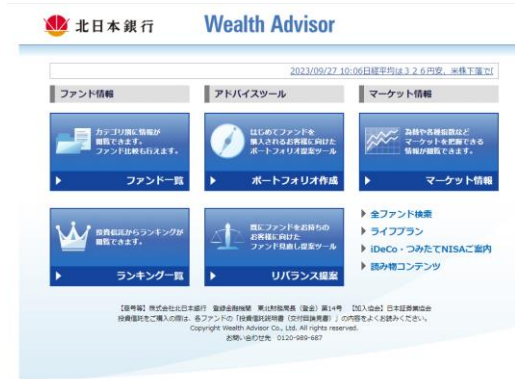 北日本銀行
Wealth Advisor
2023/09/27 10:06日経平均は326円安、米株下落で(
ファンド情報
アドバイスツール
マーケット情報
カテゴリ別に情報が
閲覧できます。
ファンド比較も行えます。
ファンド一覧
はじめてファンドを
購入されるお客様に向けた
ポートフォリオ提案ツール
ポートフォリオ作成
為替や各種指数など
マーケットを把握できる
情報が閲覧できます。
マーケット情報
投資信託からランキングが
閲覧できます。
ランキング一覧
既にファンドをお持ちの
お客様に向けた
ファンド見直し提案ツール
リバランス提案
全ファンド検索
ライフプラン
iDeCo・つみたてNISAご案内
読み物コンテンツ
【商号等】株式会社北日本銀行 登録金融機関 東北財務局長(登金)第14号 【加入協会】日本証券業協会
投資信託をご購入の際は、各ファンドの「投資信託説明書(交付目論見書)」の内容をよくお読みください。
Copyright Wealth Advisor Co., Ltd. All rights reserved.
お問い合わせ先 0120-989-687